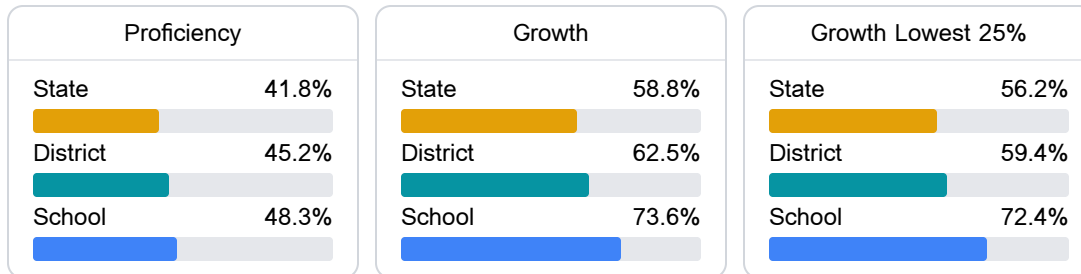 Proficiency
State 41.8%
District 45.2%
School 48.3%
Growth
State 58.8%
District 62.5%
School 73.6%
Growth Lowest 25%
State 56.2%
District 59.4%
School 72.4%